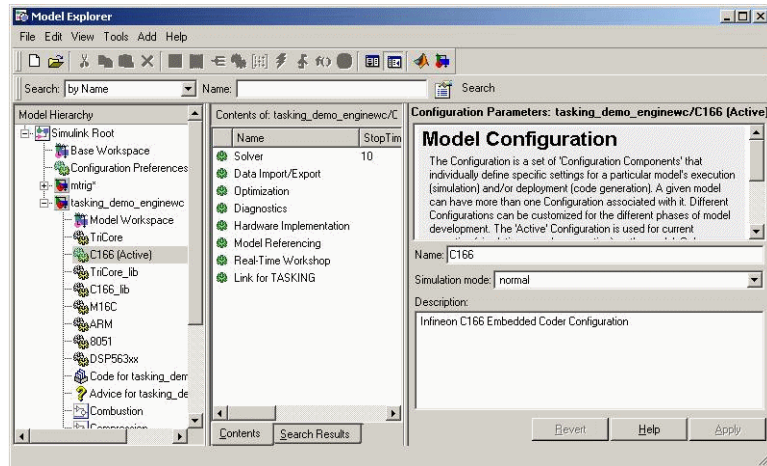 Model Explorer
File Edit View Tools Add Help
Search: by Name Name: Search
Model Hierarchy
Simulink Root
Base Workspace
Configuration Preferences
mtrig*
tasking_demo_enginewc
Model Workspace
TriCore
C166 (Active)
TriCore_lib
C166_lib
M16C
ARM
8051
DSP563xx
Code for tasking_dem
Advice for tasking_de
Combustion
Compression
Contents of: tasking_demo_enginewc/C
Name StopTim
Solver 10
Data Import/Export
Optimization
Diagnostics
Hardware Implementation
Model Referencing
Real-Time Workshop
Link for TASKING
Contents Search Results
Configuration Parameters: tasking_demo_enginewc/C166 (Active)
Model Configuration
The Configuration is a set of 'Configuration Components' that
individually define specific settings for a particular model's execution
(simulation) and/or deployment (code generation). A given model
can have more than one Configuration associated with it. Different
Configurations can be customized for the different phases of model
development. The 'Active' Configuration is used for current
Name: C166
Simulation mode: normal
Description:
Infineon C166 Embedded Coder Configuration
Revert Help Apply